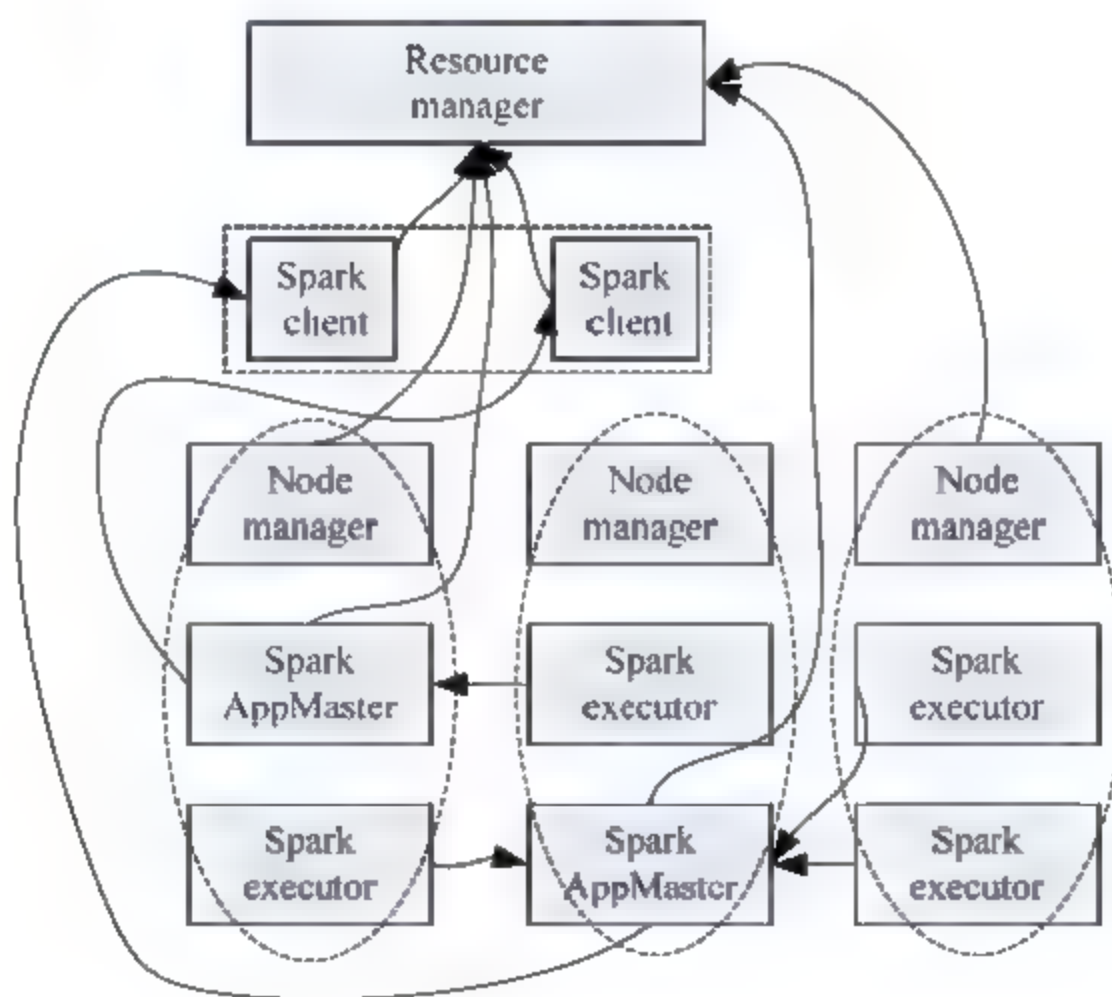 Resource
manager
Spark
client
Spark
client
Node
manager
Node
manager
Node
manager
Spark
AppMaster
Spark
executor
Spark
executor
Spark
executor
Spark
AppMaster
Spark
executor